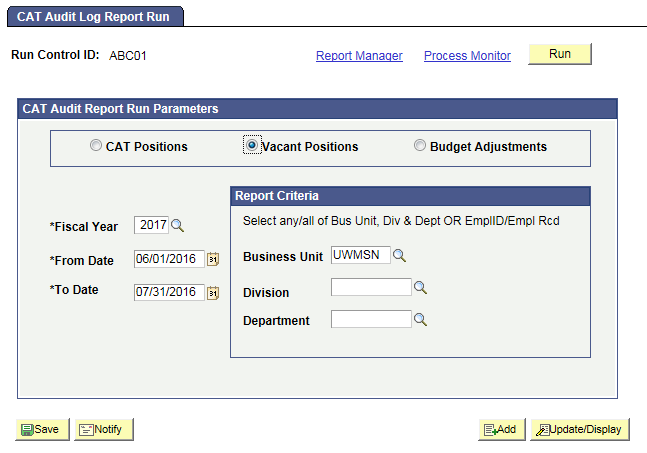 CAT Audit Log Report Run
Run Control ID: ABC01 Report Manager Process Monitor Run
CAT Audit Report Run Parameters
CAT Positions Vacant Positions Budget Adjustments
Report Criteria
Select any/all of Bus Unit, Div & Dept OR EmplID/Empl Rcd
*Fiscal Year 2017
*From Date 06/01/2016 31
*To Date 07/31/2016 31
Business Unit UWMSN
Division
Department
Save Notify Add Update/Display